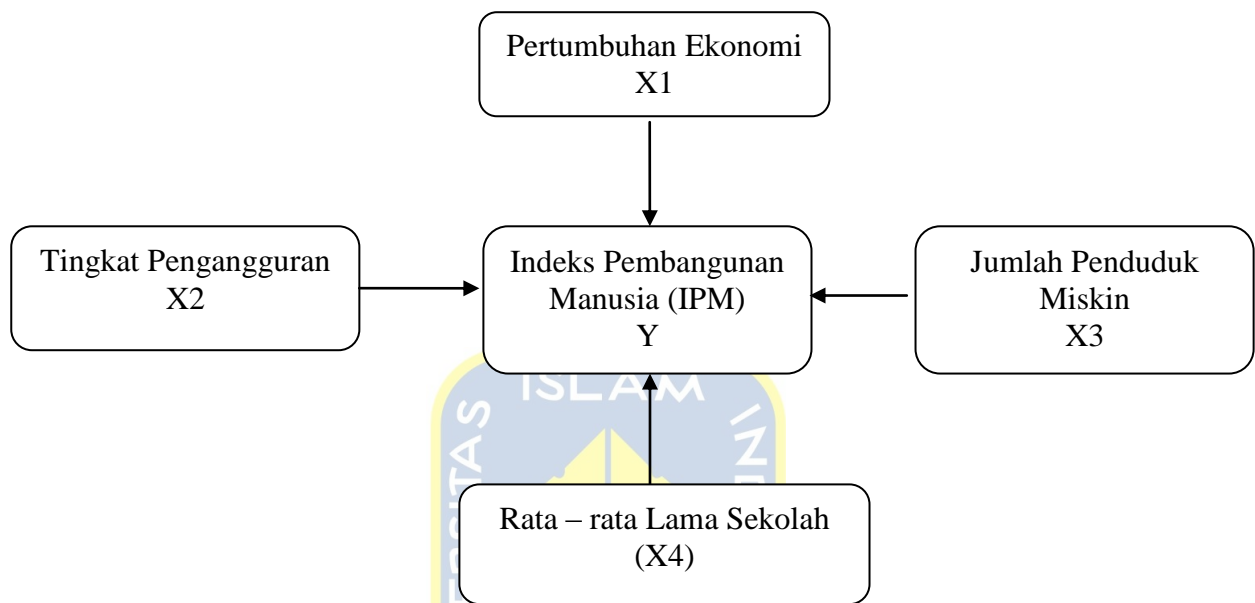 Pertumbuhan Ekonomi
X1
Tingkat Pengangguran
X2
Indeks Pembangunan
Manusia (IPM)
Y
Jumlah Penduduk
Miskin
X3
ISLAM
Rata – rata Lama Sekolah
(X4)